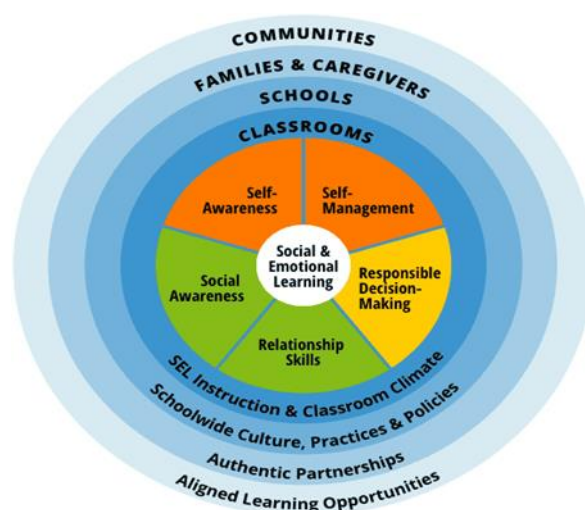 COMMUNITIES
FAMILIES & CAREGIVERS
SCHOOLS
CLASSROOMS
Self-
Awareness
Self-
Management
Social &
Emotional
Learning
Social
Awareness
Responsible
Decision-
Making
Relationship
Skills
SEL Instruction & Classroom Climate
Schoolwide Culture, Practices & Policies
Authentic Partnerships
Aligned Learning Opportunities